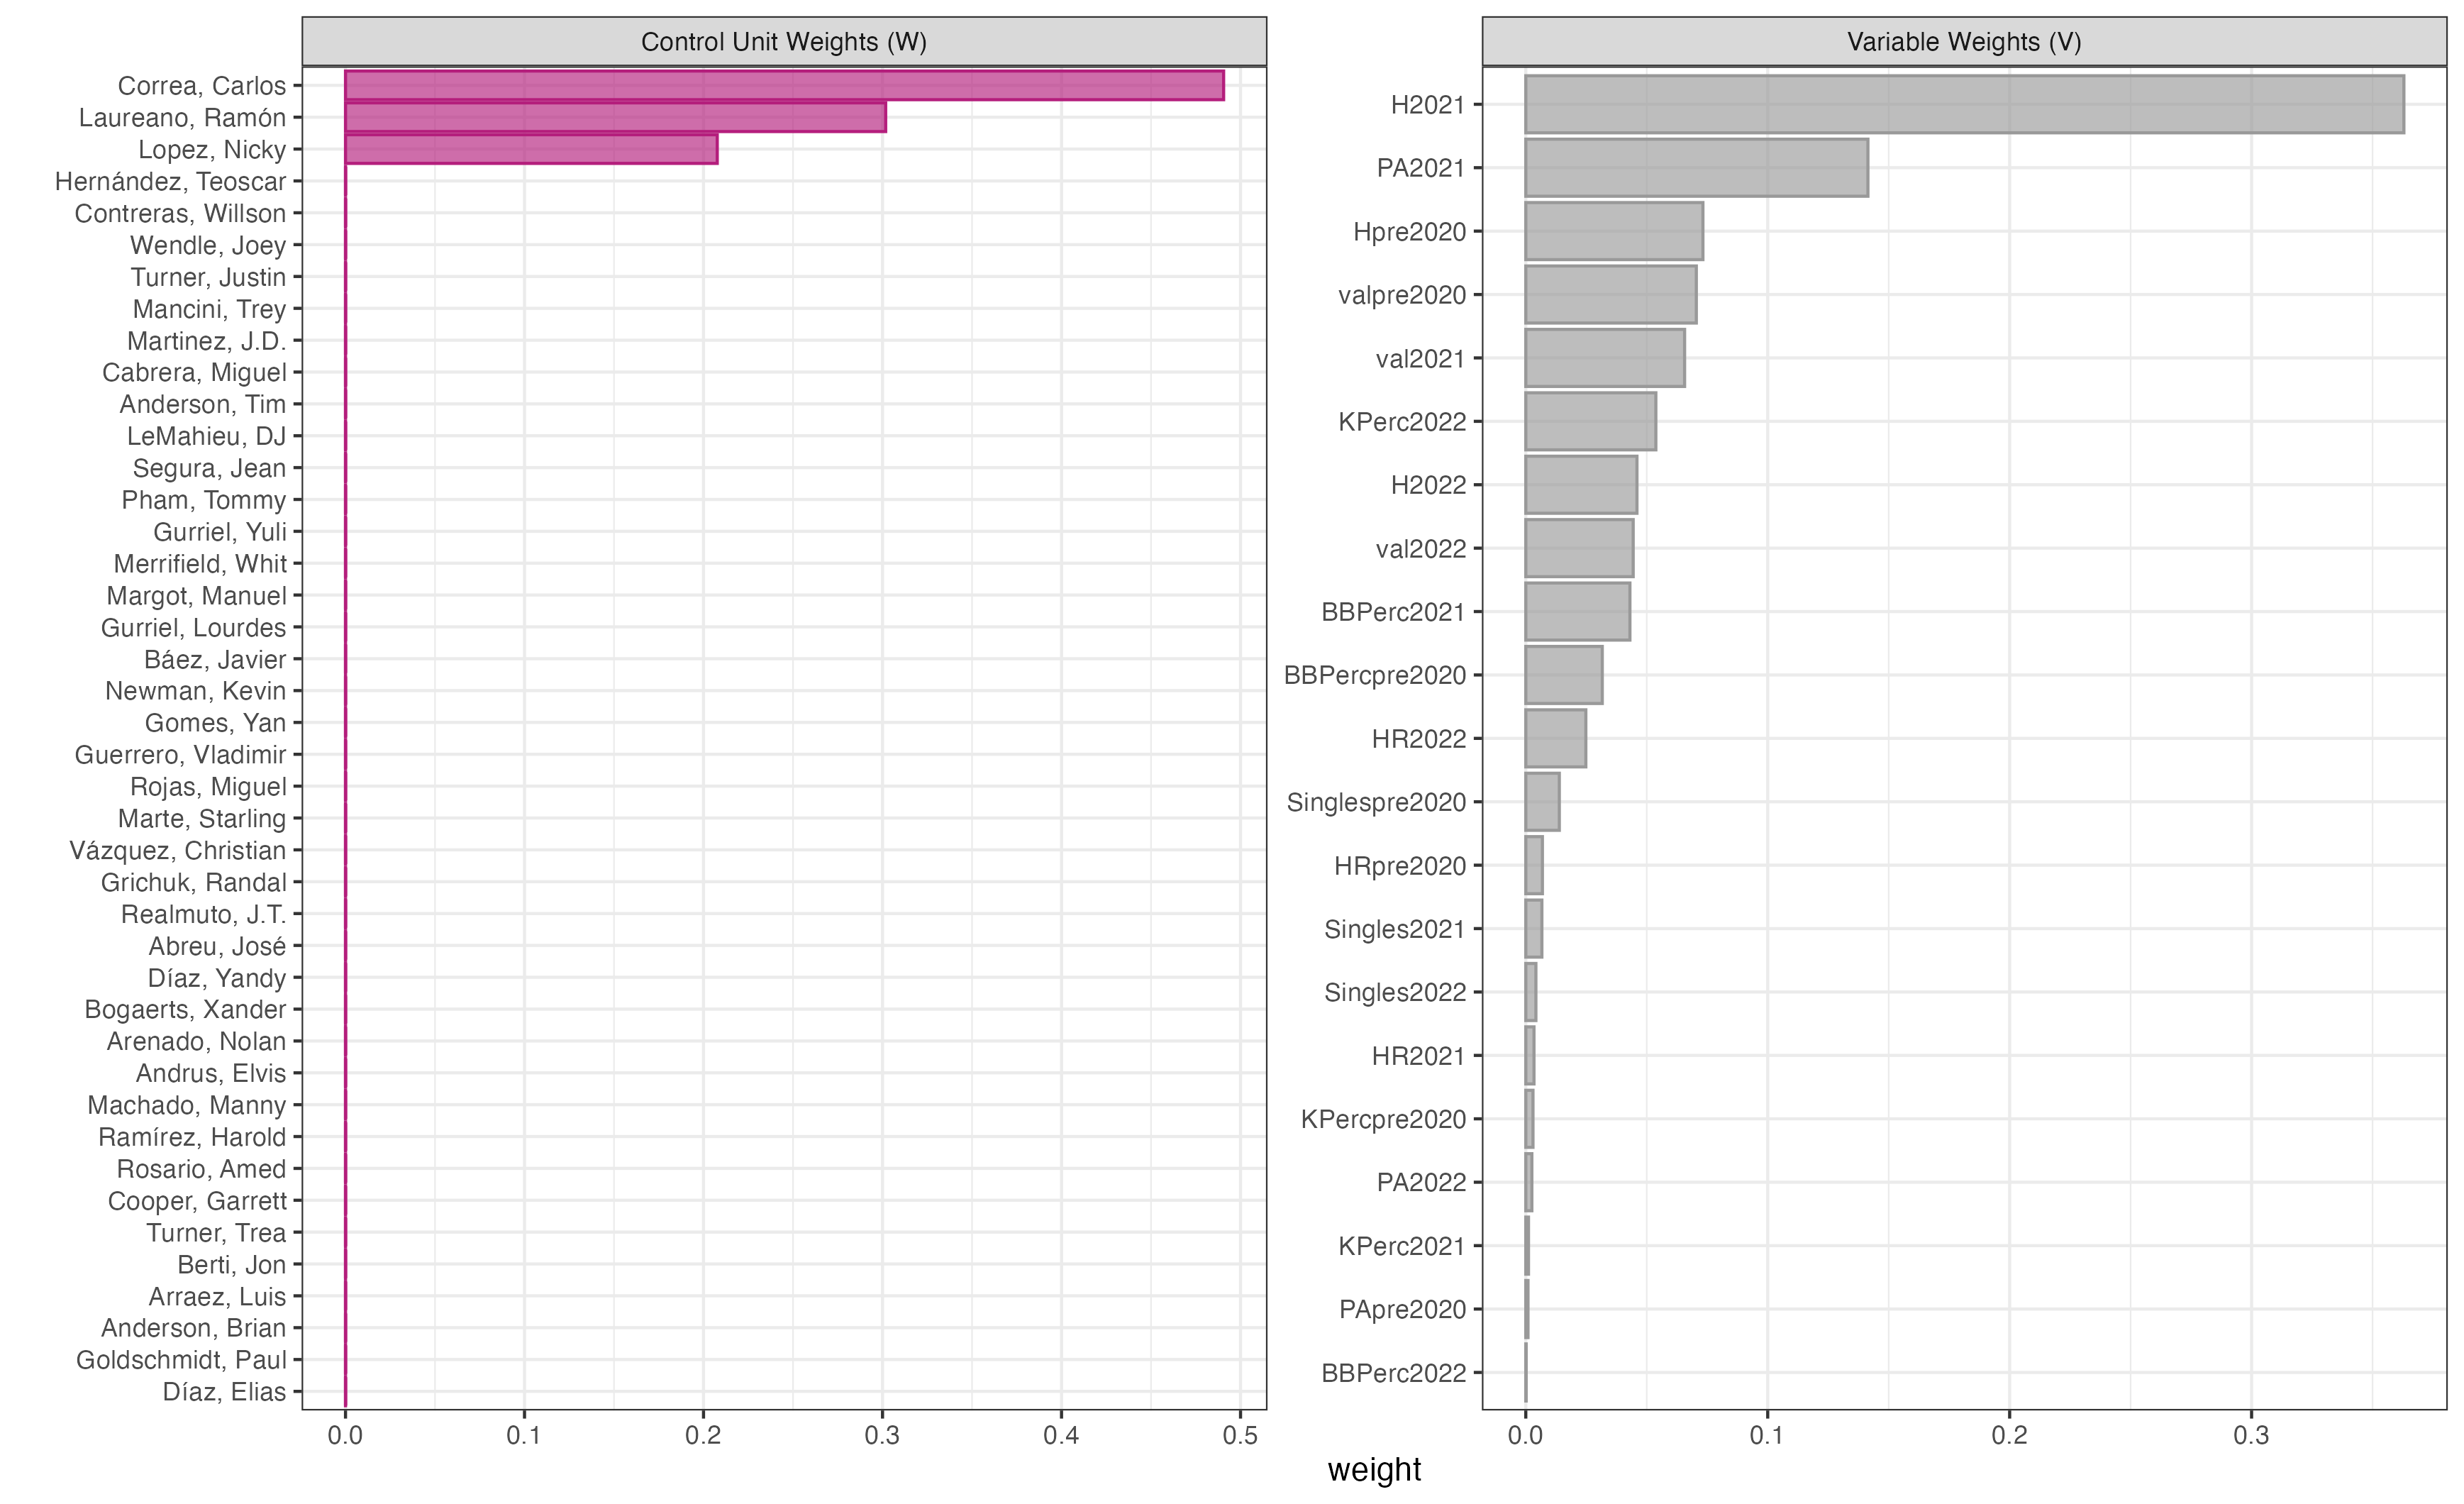 Control Unit Weights (W)
Correa, Carlos
Laureano, Ramón
Lopez, Nicky
Hernández, Teoscar
Contreras, Willson
Wendle, Joey
Turner, Justin
Mancini, Trey
Martinez, J.D.
Cabrera, Miguel
Anderson, Tim
LeMahieu, DJ
Segura, Jean
Pham, Tommy
Gurriel, Yuli
Merrifield, Whit
Margot, Manuel
Gurriel, Lourdes
Báez, Javier
Newman, Kevin
Gomes, Yan
Guerrero, Vladimir
Rojas, Miguel
Marte, Starling
Vázquez, Christian
Grichuk, Randal
Realmuto, J.T.
Abreu, José
Díaz, Yandy
Bogaerts, Xander
Arenado, Nolan
Andrus, Elvis
Machado, Manny
Ramírez, Harold
Rosario, Amed
Cooper, Garrett
Turner, Trea
Berti, Jon
Arraez, Luis
Anderson, Brian
Goldschmidt, Paul
Díaz, Elias
0.0 0.1 0.2 0.3 0.4 0.5
Variable Weights (V)
H2021
PA2021
Hpre2020
valpre2020
val2021
KPerc2022
H2022
val2022
BBPerc2021
BBPercpre2020
HR2022
Singlespre2020
HRpre2020
Singles2021
Singles2022
HR2021
KPercpre2020
PA2022
KPerc2021
PApre2020
BBPerc2022
0.0 0.1 0.2 0.3
weight